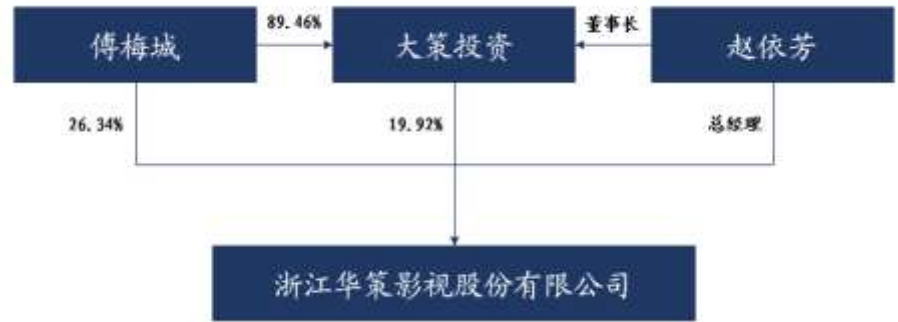 傅梅城
89.46%
大策投资
董事长
赵依芳
26.34%
19.92%
总经理
浙江华策影视股份有限公司